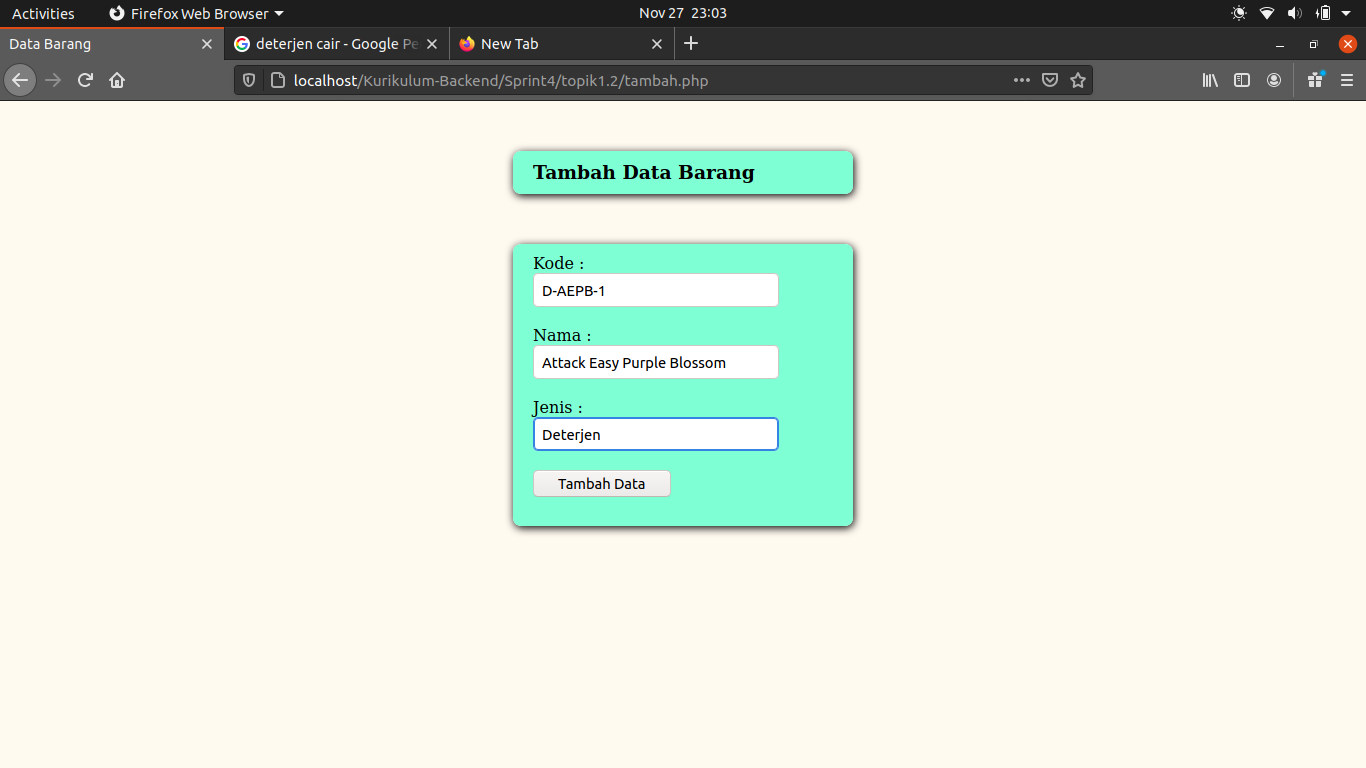 Activities Firefox Web Browser Nov 27 23:03
Data Barang deterjen cair - Google Pe New Tab
localhost/Kurikulum-Backend/Sprint4/topik1.2/tambah.php
Tambah Data Barang
Kode :
D-AEPB-1
Nama :
Attack Easy Purple Blossom
Jenis :
Deterjen
Tambah Data